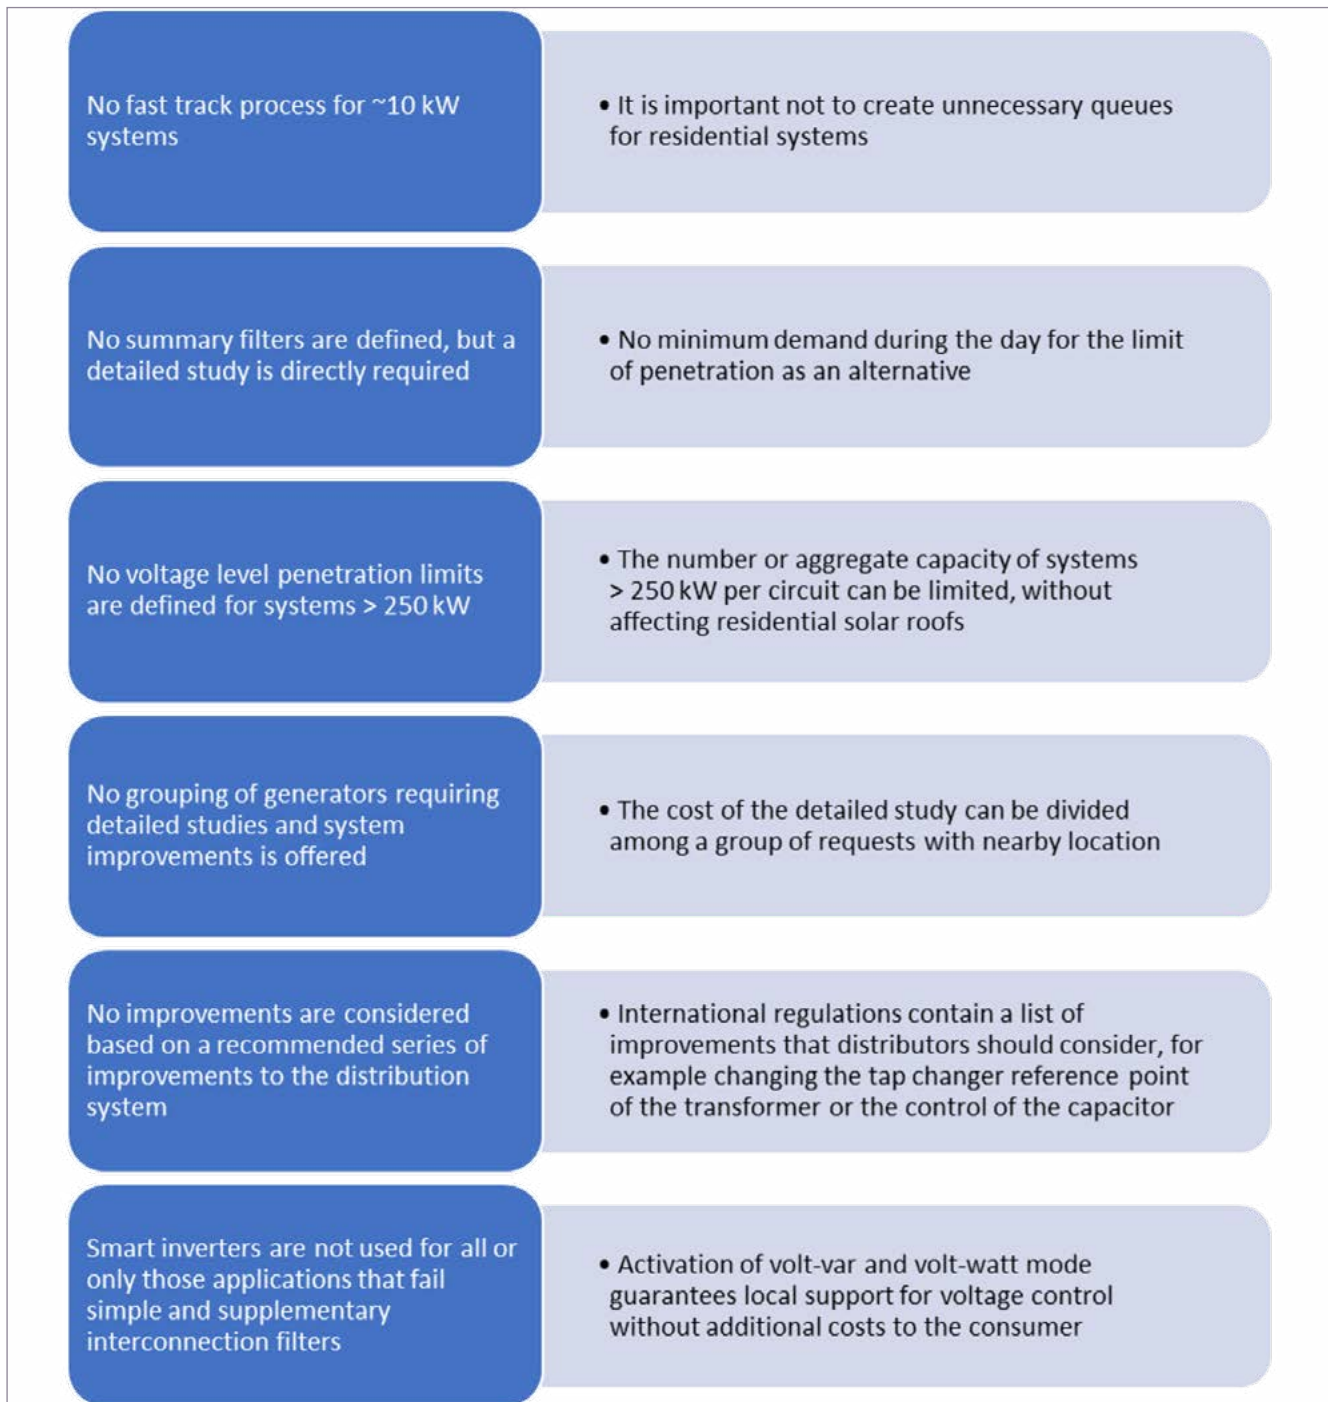 No fast track process for ~10 kW
systems
• It is important not to create unnecessary queues
for residential systems
No summary filters are defined, but a
detailed study is directly required
• No minimum demand during the day for the limit
of penetration as an alternative
No voltage level penetration limits
are defined for systems > 250 kW
• The number or aggregate capacity of systems
> 250 kW per circuit can be limited, without
affecting residential solar roofs
No grouping of generators requiring
detailed studies and system
improvements is offered
• The cost of the detailed study can be divided
among a group of requests with nearby location
No improvements are considered
based on a recommended series of
improvements to the distribution
system
• International regulations contain a list of
improvements that distributors should consider, for
example changing the tap changer reference point
of the transformer or the control of the capacitor
Smart inverters are not used for all or
only those applications that fail
simple and supplementary
interconnection filters
• Activation of volt-var and volt-watt mode
guarantees local support for voltage control
without additional costs to the consumer